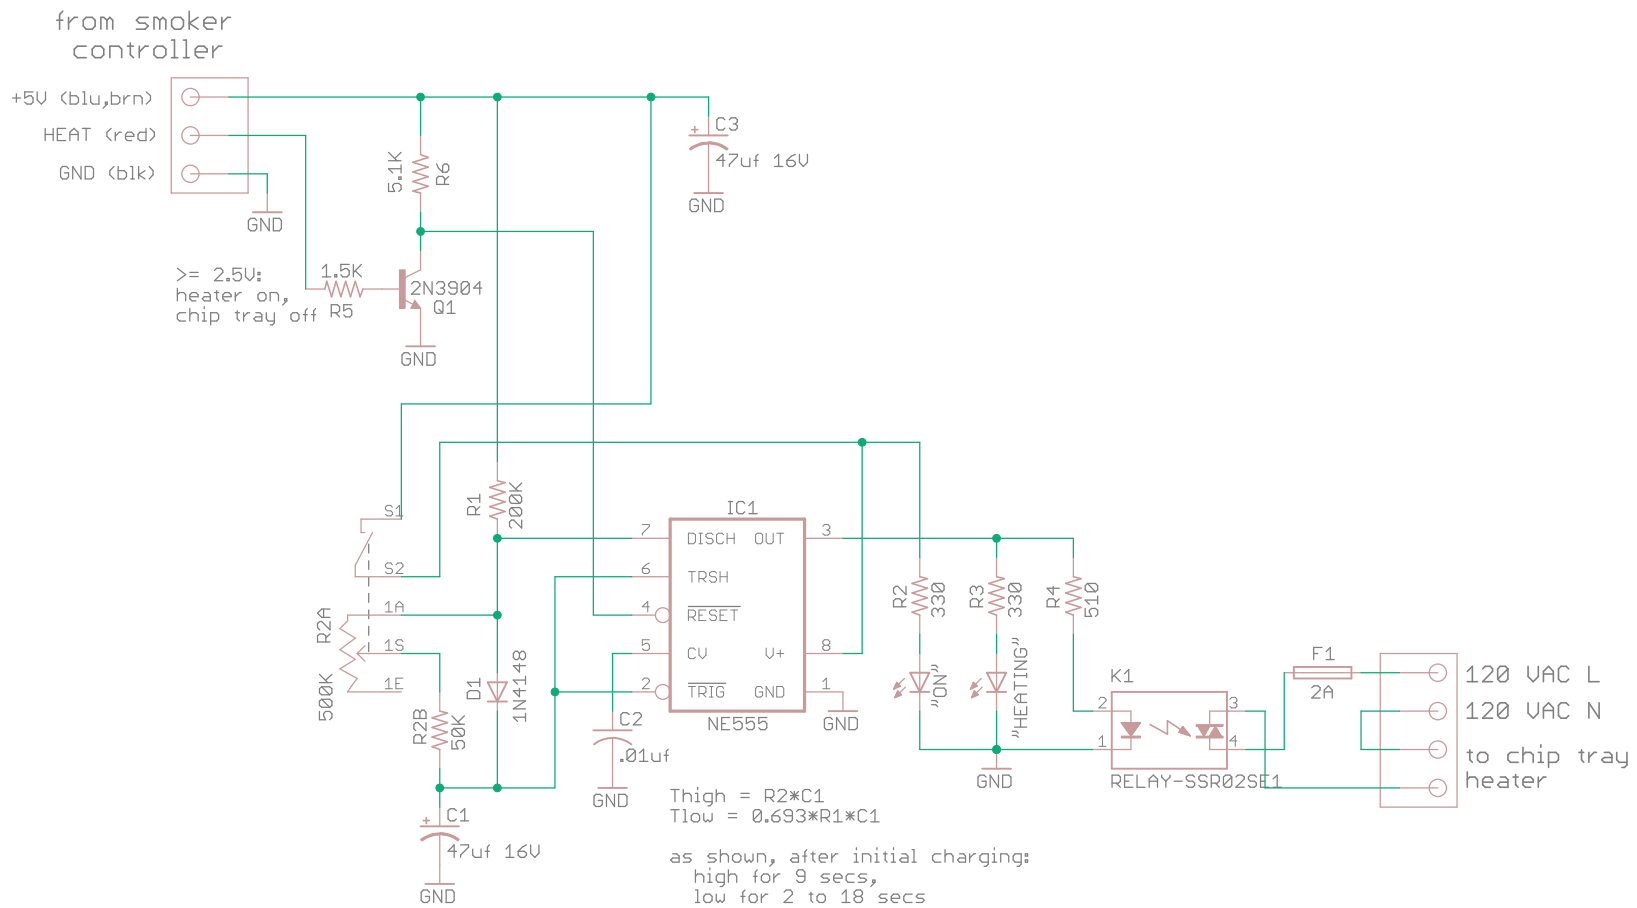 from smoker
controller
+5V (blu,brn)
HEAT (red)
GND (blk)
GND
5.1K
R6
C3
47uf 16V
GND
>= 2.5V:
heater on,
chip tray off
1.5K
R5
2N3904
Q1
GND
S1
S2
1A
1S
1E
R2A
500K
R1
200K
D1
1N4148
R2B
50K
C1
47uf 16V
GND
IC1
7
6
4
5
2
DISCH
TRSH
RESET
CV
TRIG
OUT
V+
GND
3
8
1
NE555
GND
C2
.01uf
GND
R2
330
R3
330
R4
510
"ON"
"HEATING"
GND
K1
2
1
3
4
RELAY-SSR02SE1
F1
2A
120 VAC L
120 VAC N
to chip tray
heater
Thigh = R2*C1
Tlow = 0.693*R1*C1
as shown, after initial charging:
high for 9 secs,
low for 2 to 18 secs